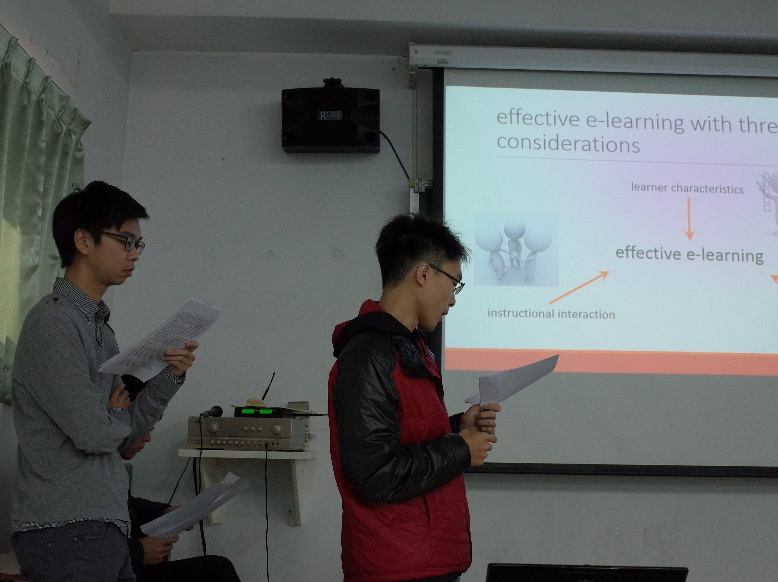 effective e-learning with thre
considerations
learner characteristics
effective e-learning
instructional interaction